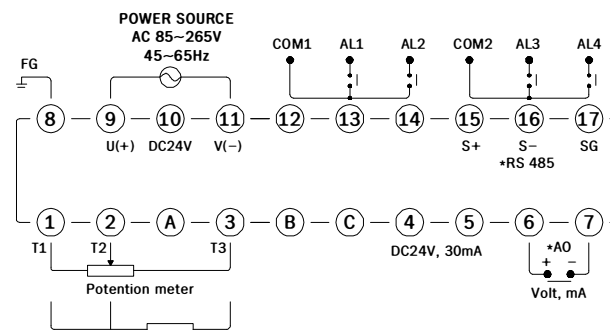 POWER SOURCE
AC 85~265V
45~65Hz
COM1 AL1 AL2 COM2 AL3 AL4
FG
8 9 10 11 12 13 14 15 16 17
U(+) DC24V V(-) S+ S- SG
*RS 485
1 2 A 3 B C 4 5 6 7
T1 T2 T3 DC24V, 30mA *AO
+ -
Potention meter Volt, mA